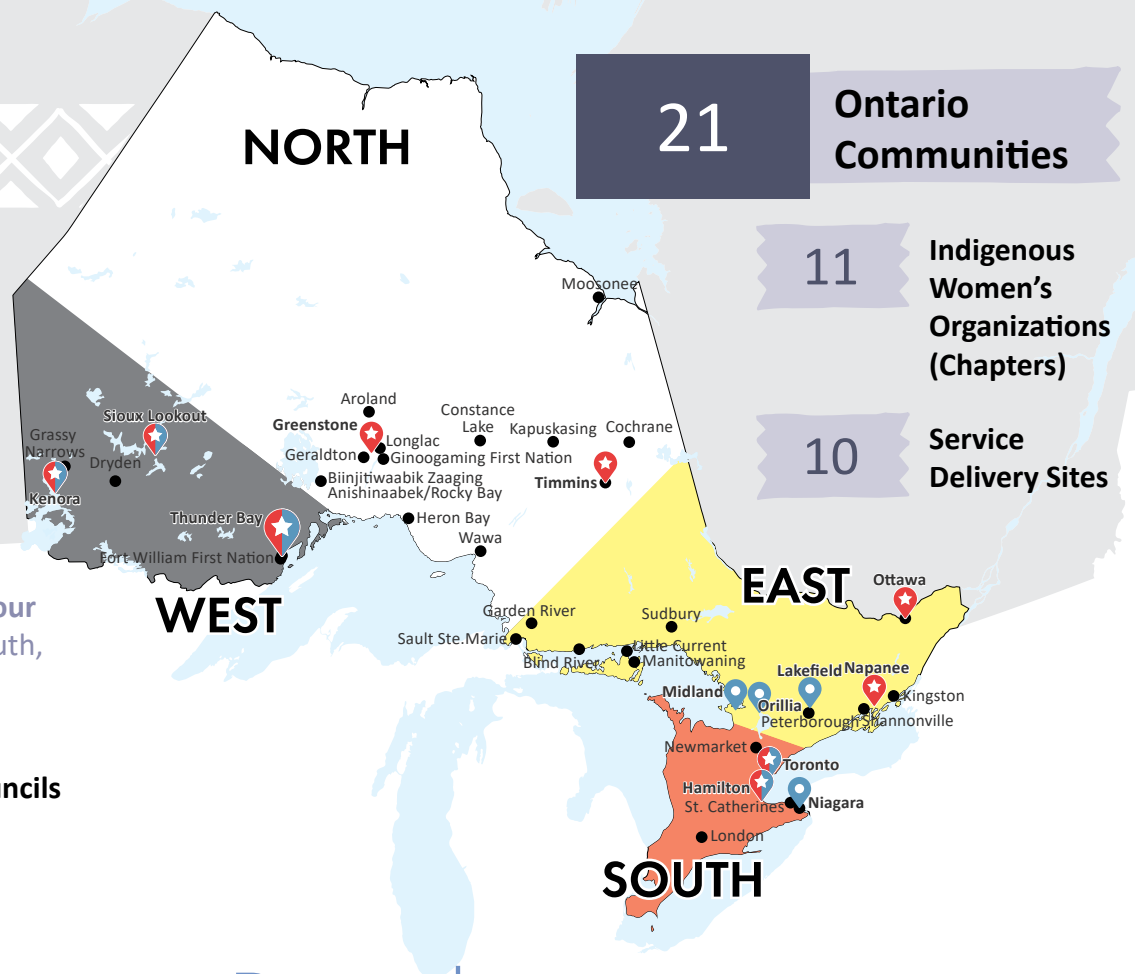 NORTH
21
Ontario
Communities
11
Indigenous
Women's
Organizations
(Chapters)
10
Service
Delivery Sites
Moosonee
Aroland
Greenstone
Constance
Lake
Kapuskasing
Cochrane
Longlac
Geraldton
Ginoogaming First Nation
Timmins
Biinjitiwaabik Zaaging
Anishinaabek/Rocky Bay
Heron Bay
Wawa
Sioux Lookout
Grassy
Narrows
Dryden
Kenora
Thunder Bay
Fort William First Nation
WEST
our
uth,
ncils
EAST
Ottawa
Garden River
Sudbury
Sault Ste.Marie
Little Current
Blind River
Manitowaning
Lakefield
Napanee
Midland
Orillia
Kingston
Peterborough
Shannonville
Newmarket
Toronto
Hamilton
St. Catherines
Niagara
London
SOUTH